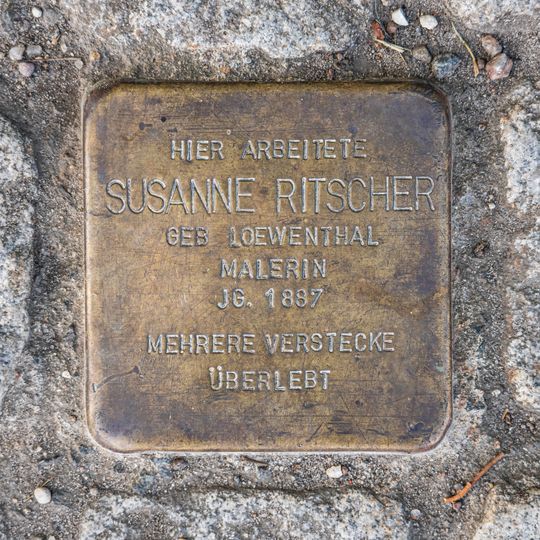 HIER ARBEITETE
SUSANNE RITSCHER
GEB LOEWENTHAL
MALERIN
JG. 1887
MEHRERE VERSTECKE
ÜBERLEBT